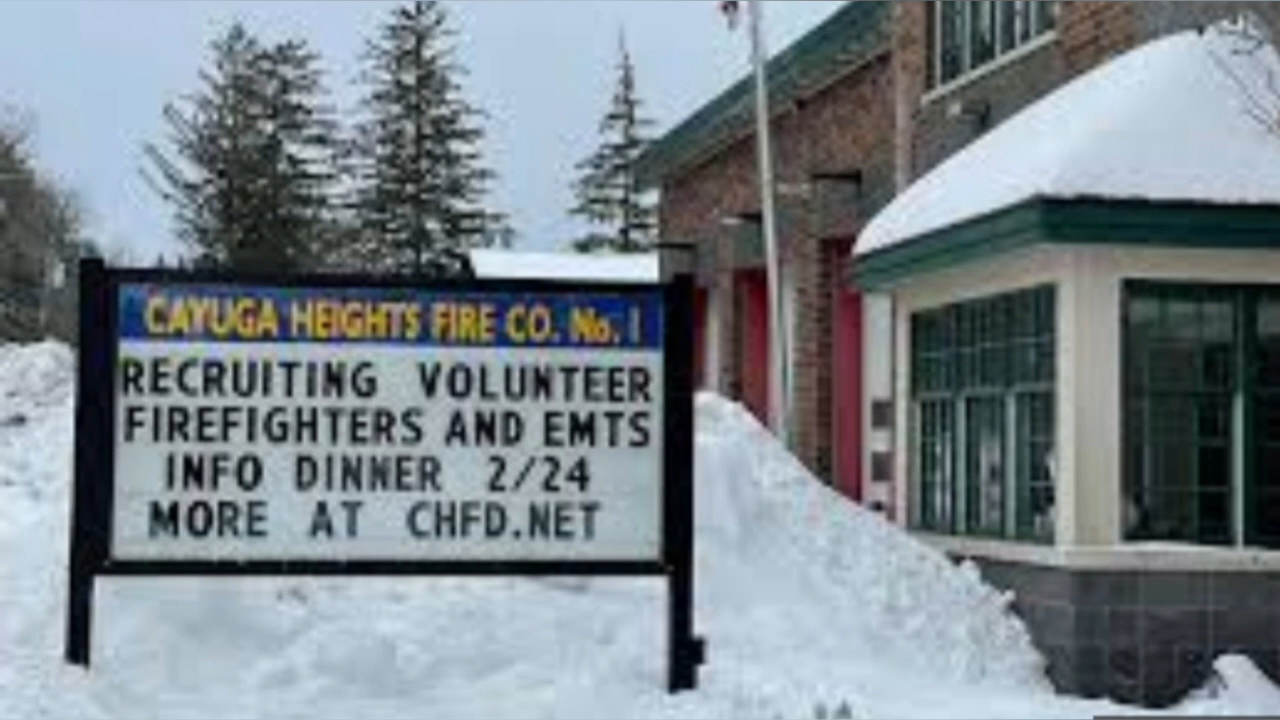 CAYUGA HEIGHTS FIRE CO. No. 1
RECRUITING VOLUNTEER
FIREFIGHTERS AND EMTS
INFO DINNER 2/24
MORE AT CHFD.NET